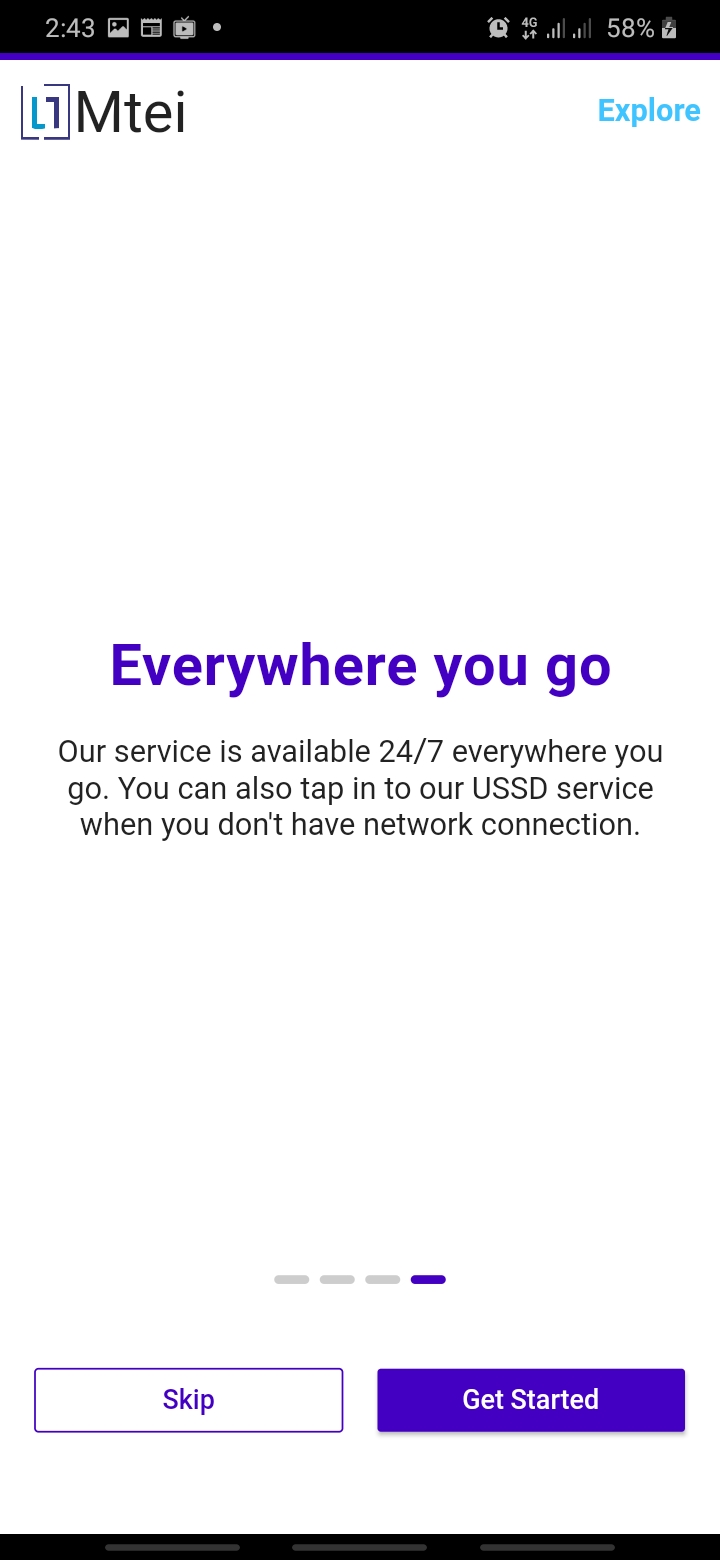 2:43
4G
58%
Mtei
Explore
Everywhere you go
Our service is available 24/7 everywhere you
go. You can also tap in to our USSD service
when you don't have network connection.
Skip
Get Started